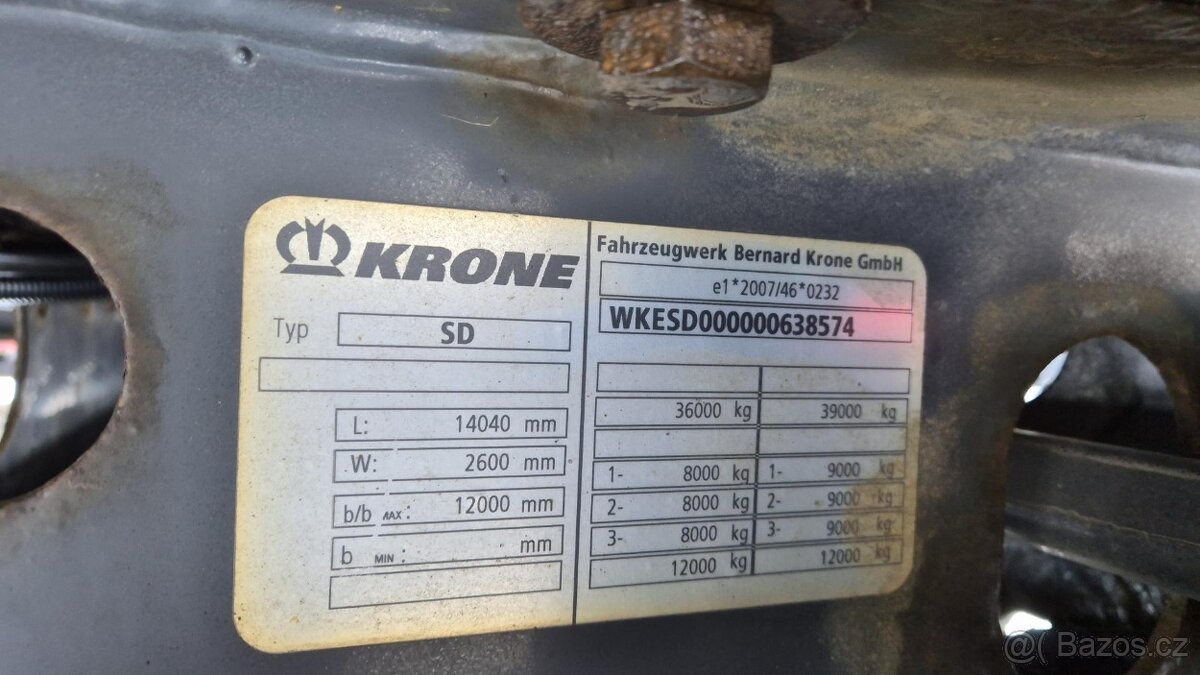 KRONE
Typ SD
L: 14040 mm
W: 2600 mm
b/b MAX: 12000 mm
b MIN: mm
Fahrzeugwerk Bernard Krone GmbH
e1*2007/46*0232
WKESD000000638574
36000 kg 39000 kg
1- 8000 kg 1- 9000 kg
2- 8000 kg 2- 9000 kg
3- 8000 kg 3- 9000 kg
12000 kg 12000 kg
@( Bazos.cz